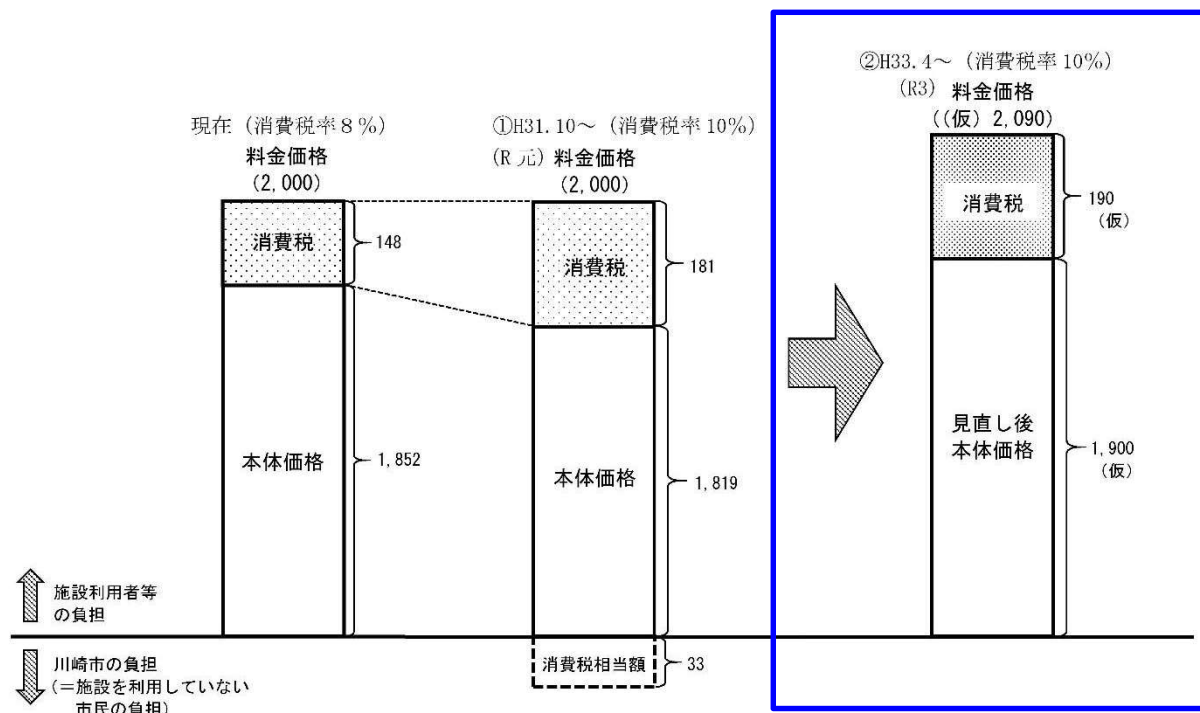 現在（消費税率８％）
料金価格
(2,000)
消費税
148
本体価格
1,852
①H31.10～（消費税率10%）
(R元) 料金価格
(2,000)
消費税
181
本体価格
1,819
消費税相当額
33
②H33.4～（消費税率10%）
(R3) 料金価格
((仮) 2,090)
消費税
190
(仮)
見直し後
本体価格
1,900
(仮)
施設利用者等
の負担
川崎市の負担
(＝施設を利用していない
市民の負担)